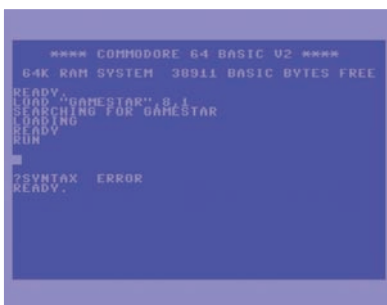 **** COMMODORE 64 BASIC V2 ****
64K RAM SYSTEM 38911 BASIC BYTES FREE
READY.
LOAD "GAMESTAR",8,1
SEARCHING FOR GAMESTAR
LOADING
READY
RUN
?SYNTAX ERROR
READY.